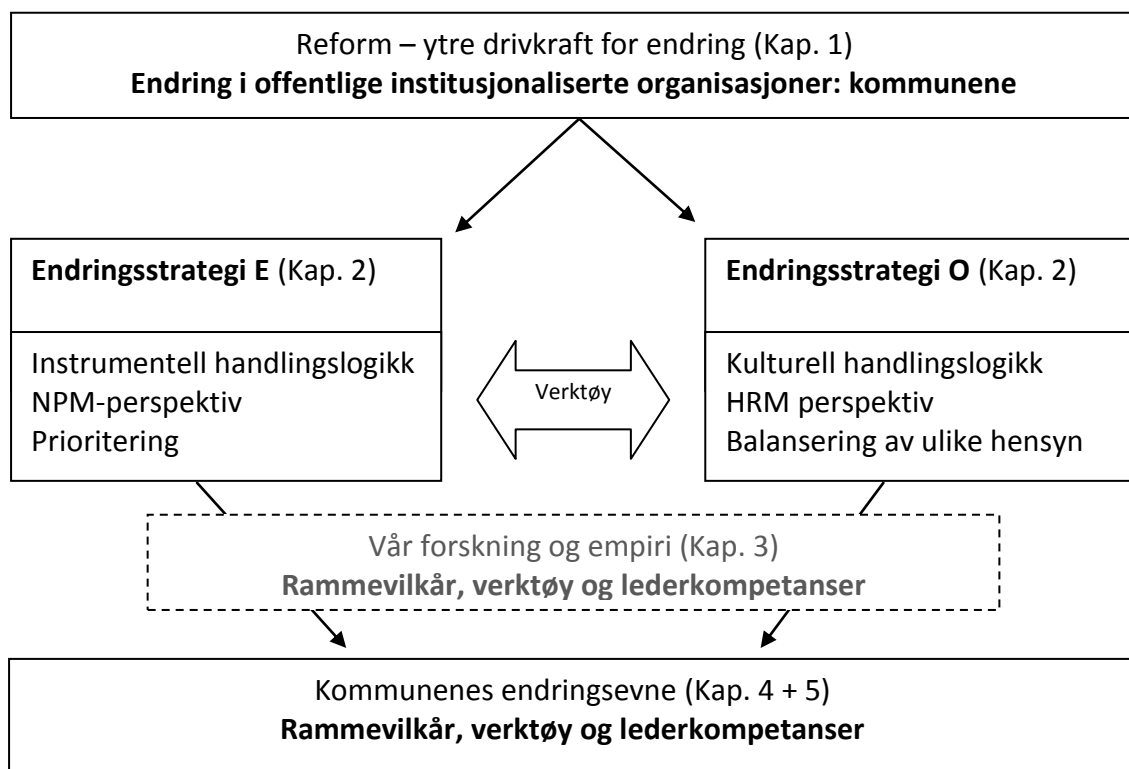 Reform – ytre drivkraft for endring (Kap. 1)
Endring i offentlige institusjonaliserte organisasjoner: kommunene
Endringsstrategi E (Kap. 2)
Instrumentell handlingslogikk
NPM-perspektiv
Prioritering
Verktøy
Endringsstrategi O (Kap. 2)
Kulturell handlingslogikk
HRM perspektiv
Balansering av ulike hensyn
Vår forskning og empiri (Kap. 3)
Rammevilkår, verktøy og lederkompetanser
Kommunenes endringsevne (Kap. 4 + 5)
Rammevilkår, verktøy og lederkompetanser